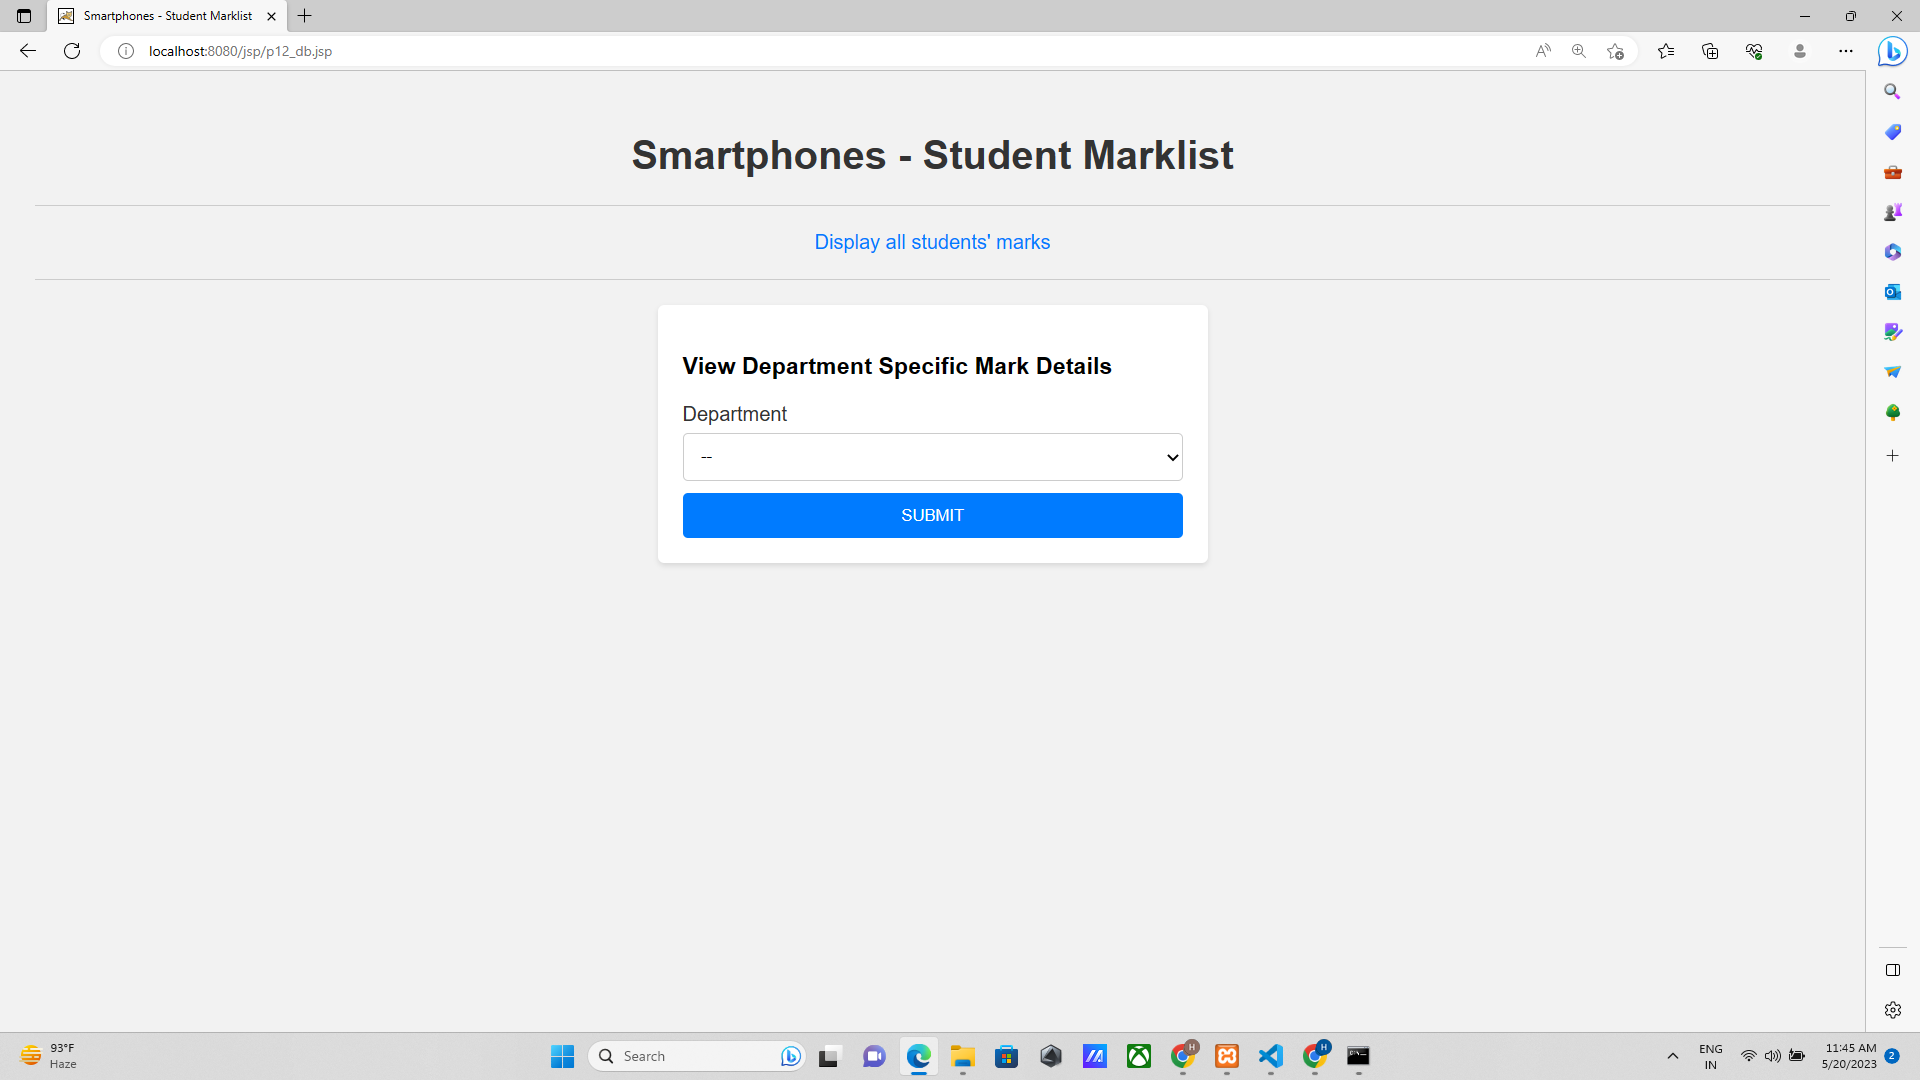 Smartphones - Student Marklist
localhost:8080/jsp/p12_db.jsp
Smartphones - Student Marklist
Display all students' marks
View Department Specific Mark Details
Department
--
SUBMIT
93°F
Haze
Search
H
H
ENG
IN
11:45 AM
5/20/2023
2